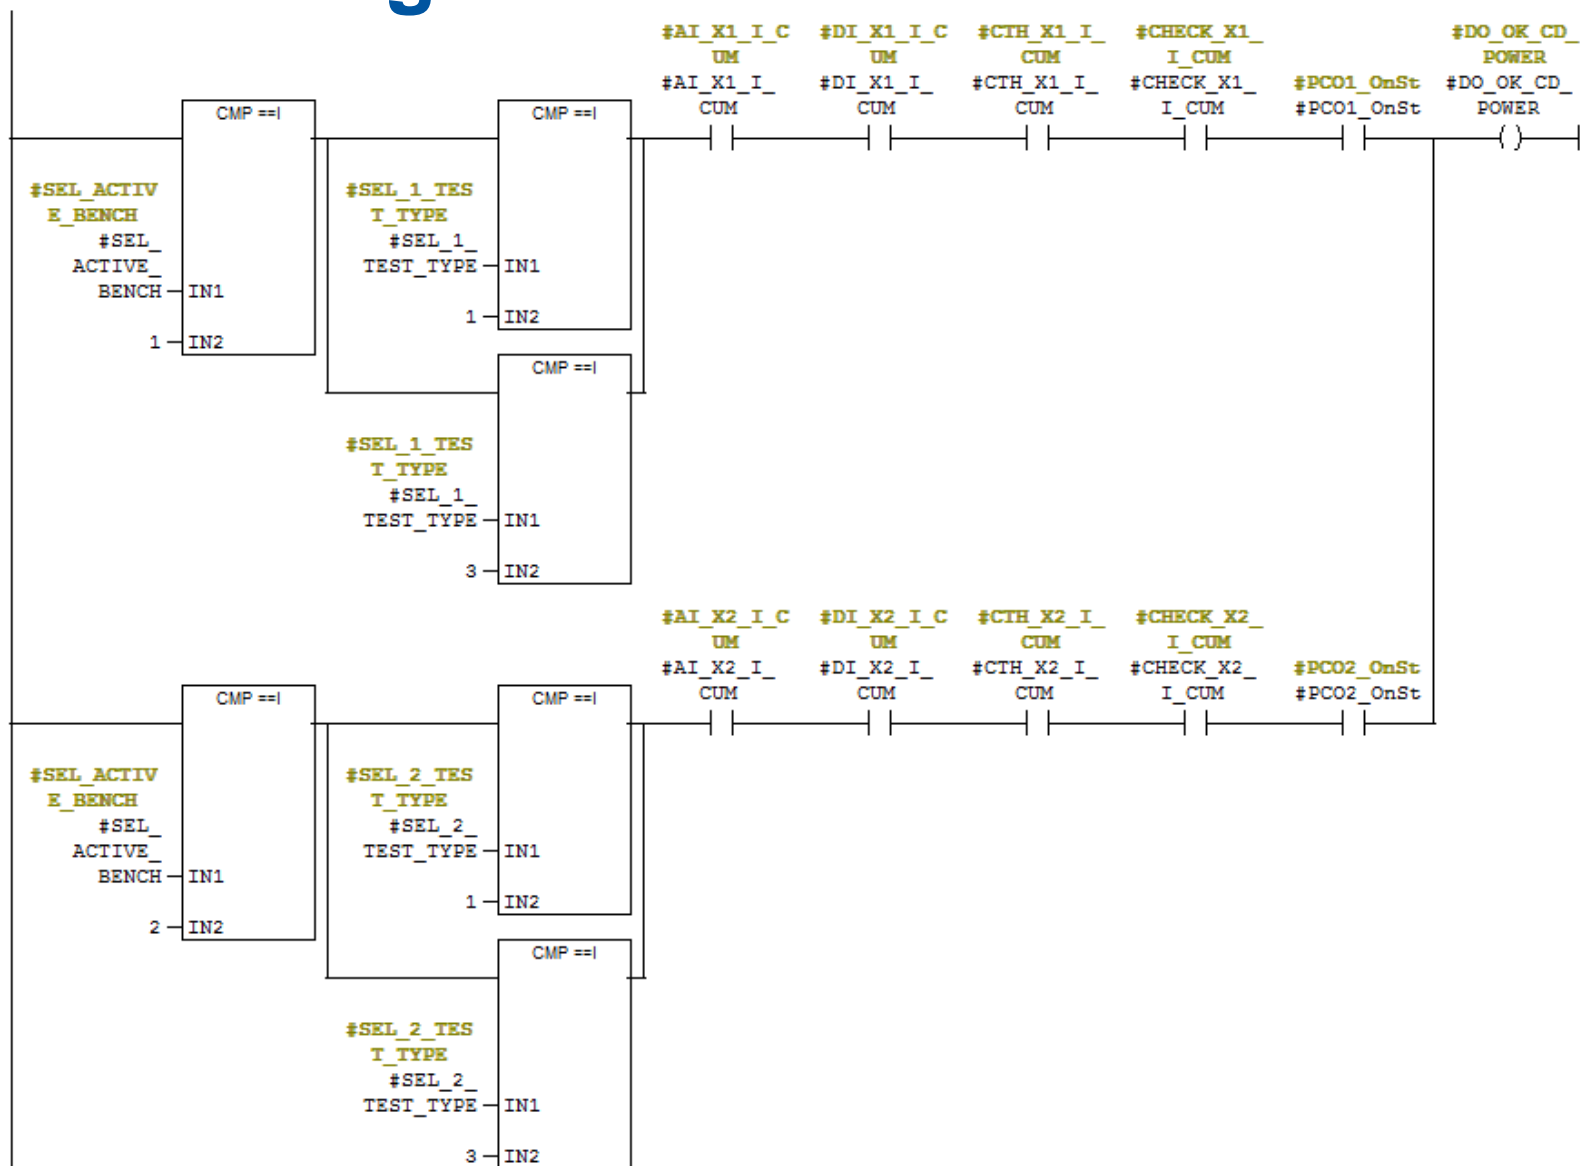 g
#AI_X1_I_C #DI_X1_I_C #CTH_X1_I_ #CHECK_X1_ #DO_OK_CD_
UM UM CUM I_CUM POWER
#AI_X1_I_ #DI_X1_I_ #CTH_X1_I_ #CHECK_X1_ #PCO1_OnSt #DO_OK_CD_
CUM CUM CUM I_CUM #PCO1_OnSt POWER
CMP ==I CMP ==I
( )
#SEL_ACTIV #SEL_1_TES
E_BENCH T_TYPE
#SEL_ #SEL_1_
ACTIVE_ TEST_TYPE IN1
BENCH IN1
1 IN2
1 IN2
CMP ==I
#SEL_1_TES
T_TYPE
#SEL_1_
TEST_TYPE IN1
3 IN2
#AI_X2_I_C #DI_X2_I_C #CTH_X2_I_ #CHECK_X2_
UM UM CUM I_CUM
#AI_X2_I_ #DI_X2_I_ #CTH_X2_I_ #CHECK_X2_ #PCO2_OnSt
CUM CUM CUM I_CUM #PCO2_OnSt
CMP ==I CMP ==I
#SEL_ACTIV #SEL_2_TES
E_BENCH T_TYPE
#SEL_ #SEL_2_
ACTIVE_ TEST_TYPE IN1
BENCH IN1
1 IN2
2 IN2
CMP ==I
#SEL_2_TES
T_TYPE
#SEL_2_
TEST_TYPE IN1
3 IN2